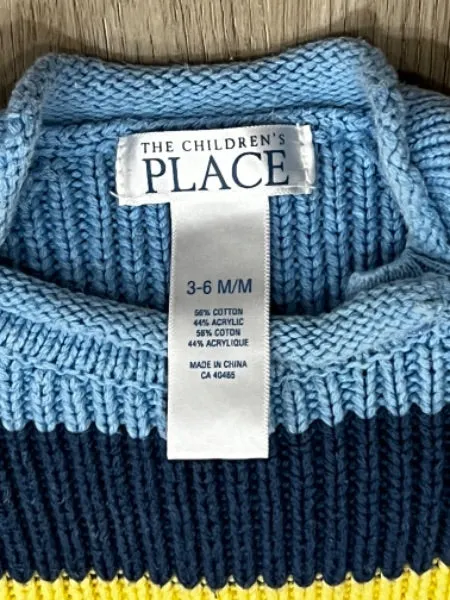 THE CHILDREN'S
PLACE
3-6 M/M
56% COTTON
44% ACRYLIC
56% COTON
44% ACRYLIQUE
MADE IN CHINA
CA 40465